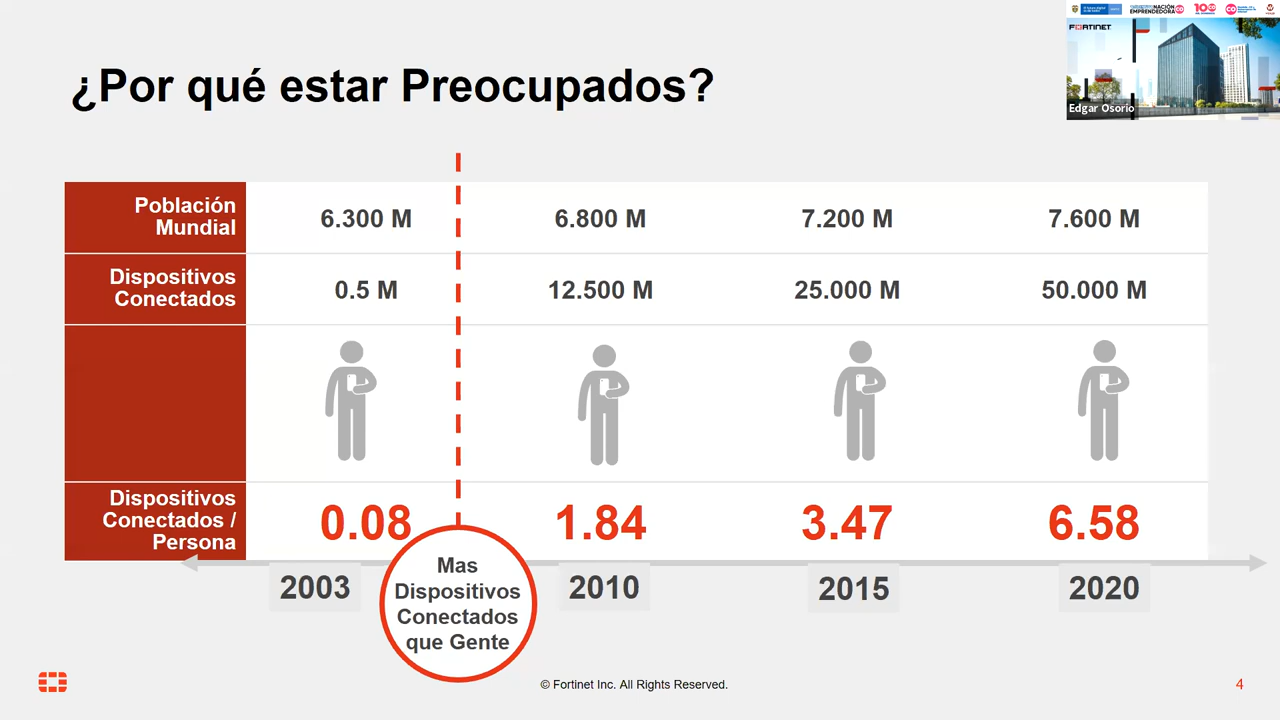 ¿Por qué estar Preocupados?
NACIÓN
EMPRENDEDORA
FORTINET
Edgar Osorio
Población
Mundial
6.300 M
6.800 M
7.200 M
7.600 M
Dispositivos
Conectados
0.5 M
12.500 M
25.000 M
50.000 M
Dispositivos
Conectados /
Persona
0.08
1.84
3.47
6.58
Mas
Dispositivos
Conectados
que Gente
2003
2010
2015
2020
© Fortinet Inc. All Rights Reserved.
4